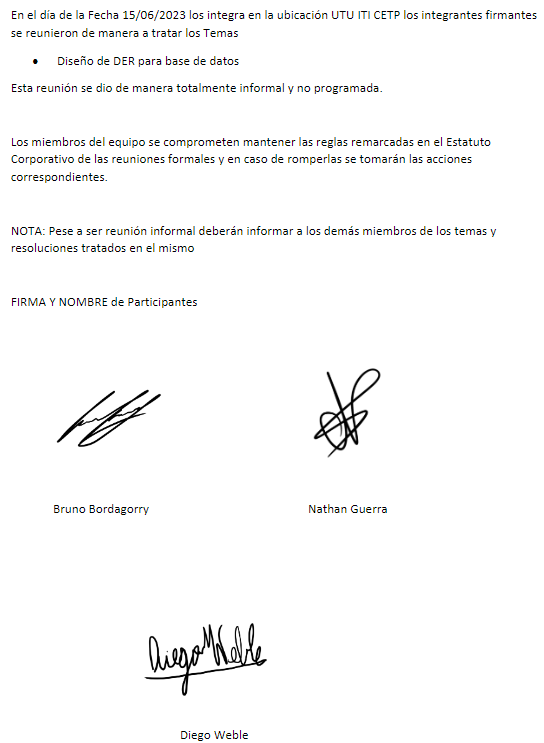 En el día de la Fecha 15/06/2023 los integra en la ubicación UTU ITI CETP los integrantes firmantes
se reunieron de manera a tratar los Temas
• Diseño de DER para base de datos
Esta reunión se dio de manera totalmente informal y no programada.
Los miembros del equipo se comprometen mantener las reglas remarcadas en el Estatuto
Corporativo de las reuniones formales y en caso de romperlas se tomarán las acciones
correspondientes.
NOTA: Pese a ser reunión informal deberán informar a los demás miembros de los temas y
resoluciones tratados en el mismo
FIRMA Y NOMBRE de Participantes
Bruno Bordagorry
Nathan Guerra
Diego Weble
Diego Weble